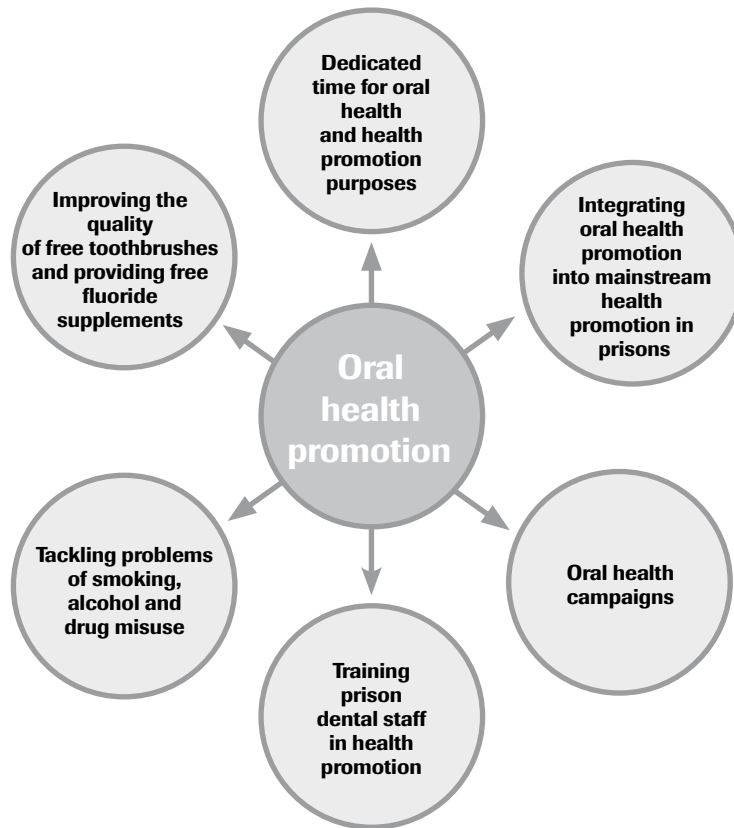 Dedicated
time for oral
health
and health
promotion
purposes
Improving the
quality
of free toothbrushes
and providing free
fluoride
supplements
Integrating
oral health
promotion
into mainstream
health
promotion in
prisons
Oral
health
promotion
Tackling problems
of smoking,
alcohol and
drug misuse
Oral health
campaigns
Training
prison
dental staff
in health
promotion